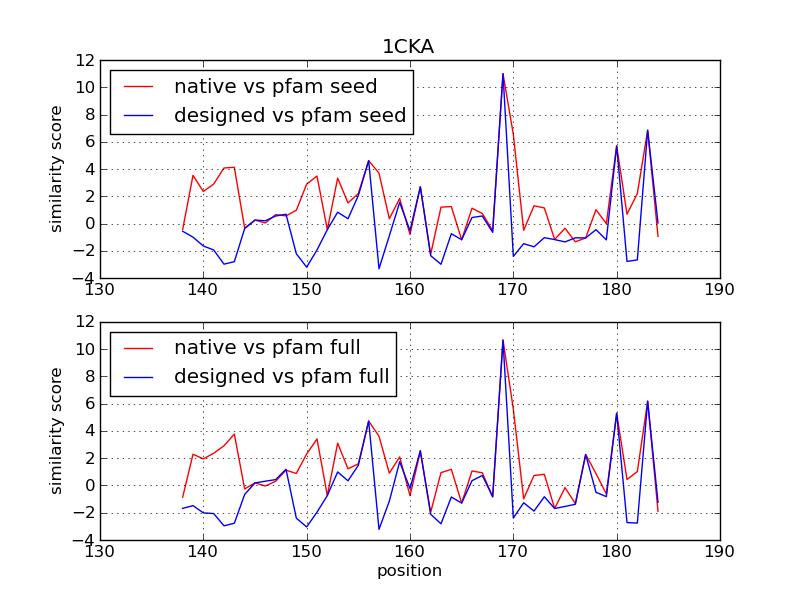 1CKA
12
10
8
6
4
2
0
−2
−4
similarity score
native vs pfam seed
designed vs pfam seed
130 140 150 160 170 180 190
12
10
8
6
4
2
0
−2
−4
similarity score
native vs pfam full
designed vs pfam full
130 140 150 160 170 180 190
position